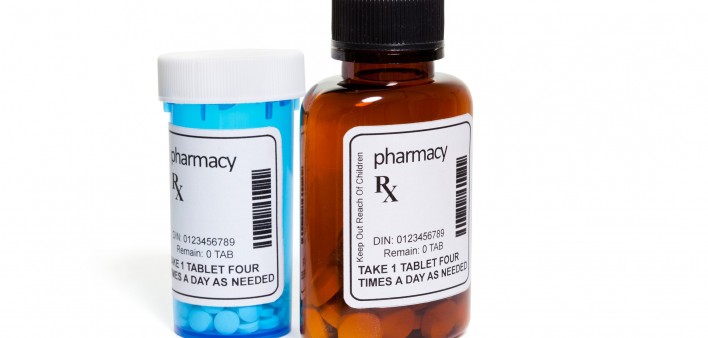 pharmacy
Rx
DIN: 0123456789
Remain: 0 TAB
TAKE 1 TABLET FOUR
TIMES A DAY AS NEEDED
Keep Out Reach Of Children
pharmacy
Rx
DIN: 0123456789
Remain: 0 TAB
TAKE 1 TABLET FOUR
TIMES A DAY AS NEEDED